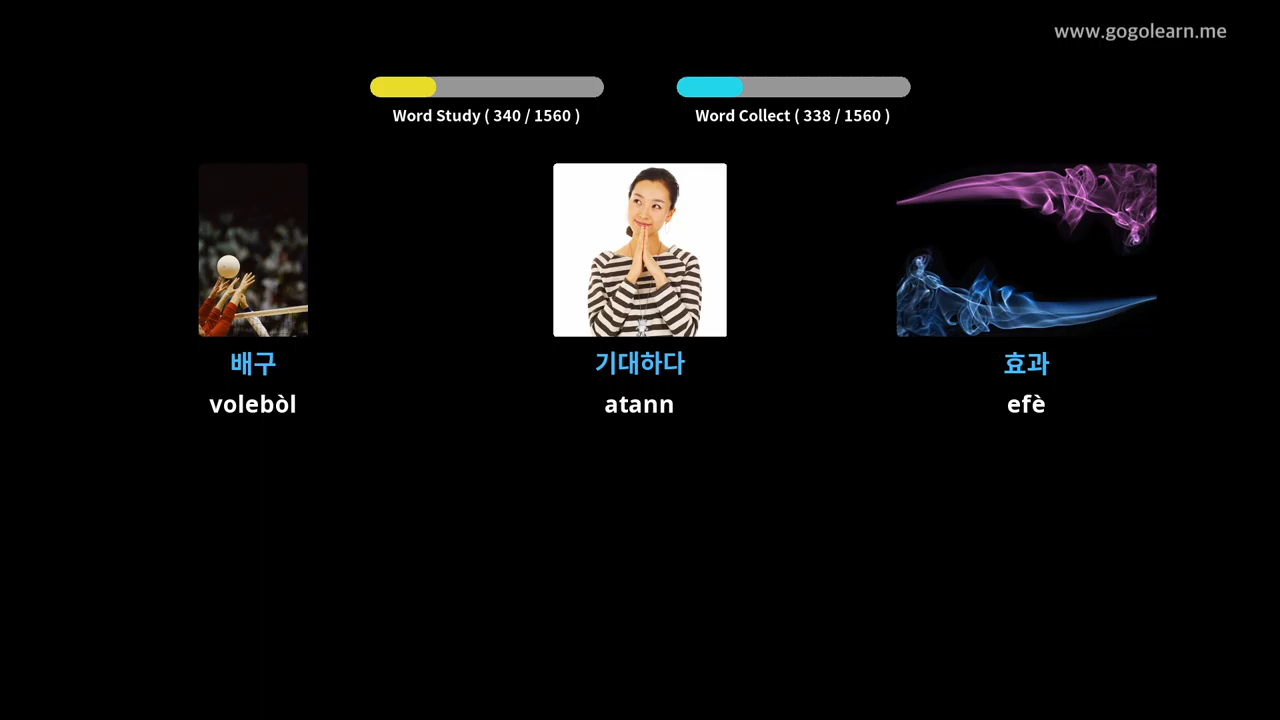 www.gogolearn.me
Word Study ( 340 / 1560 )
Word Collect ( 338 / 1560 )
배구
기대하다
효과
volebòl
atann
efè